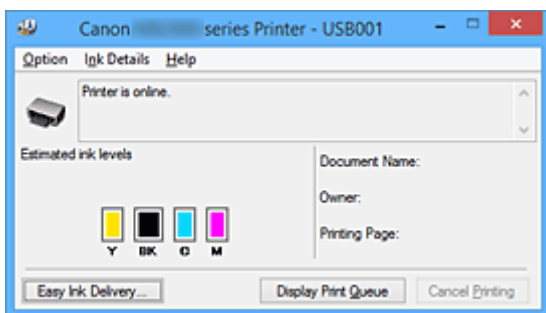 Canon series Printer - USB001
Option Ink Details Help
Printer is online.
Estimated ink levels
Document Name:
Owner:
Printing Page:
Y BK C M
Easy Ink Delivery... Display Print Queue Cancel Printing